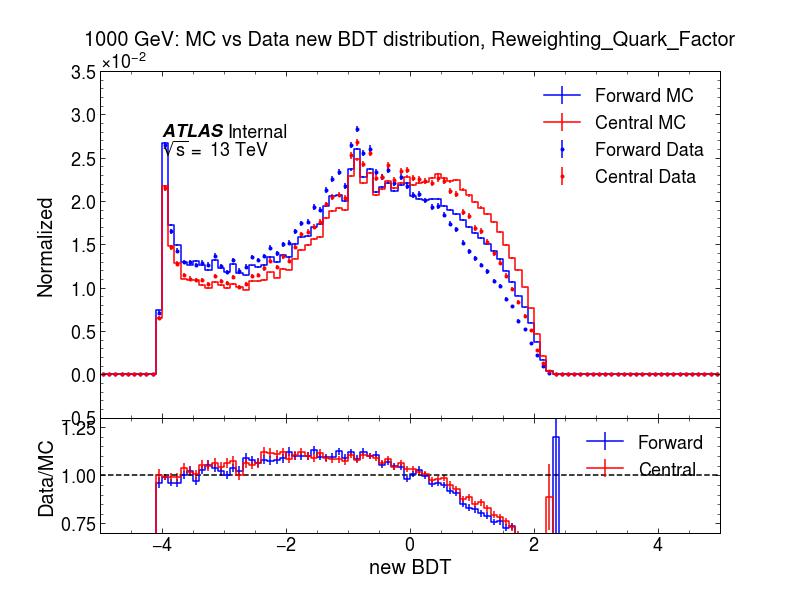 1000 GeV: MC vs Data new BDT distribution, Reweighting_Quark_Factor
×10⁻²
3.5
3.0
2.5
2.0
1.5
1.0
0.5
0.0
−0.5
Normalized
ATLAS Internal
√s = 13 TeV
Forward MC
Central MC
Forward Data
Central Data
1.25
1.00
0.75
Data/MC
Forward
Central
−4 −2 0 2 4
new BDT